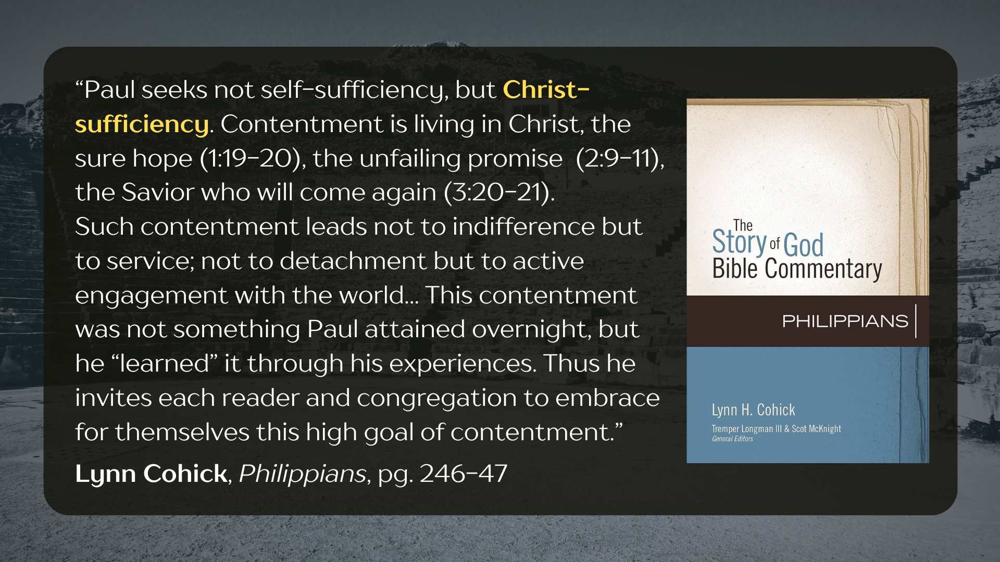 “Paul seeks not self-sufficiency, but Christ-
sufficiency. Contentment is living in Christ, the
sure hope (1:19-20), the unfailing promise  (2:9-11),
the Savior who will come again (3:20-21).
Such contentment leads not to indifference but
to service; not to detachment but to active
engagement with the world... This contentment
was not something Paul attained overnight, but
he “learned” it through his experiences. Thus he
invites each reader and congregation to embrace
for themselves this high goal of contentment.”
Lynn Cohick, Philippians, pg. 246-47
The
Story of God
Bible Commentary
PHILIPPIANS
Lynn H. Cohick
Tremper Longman III & Scot McKnight
General Editors